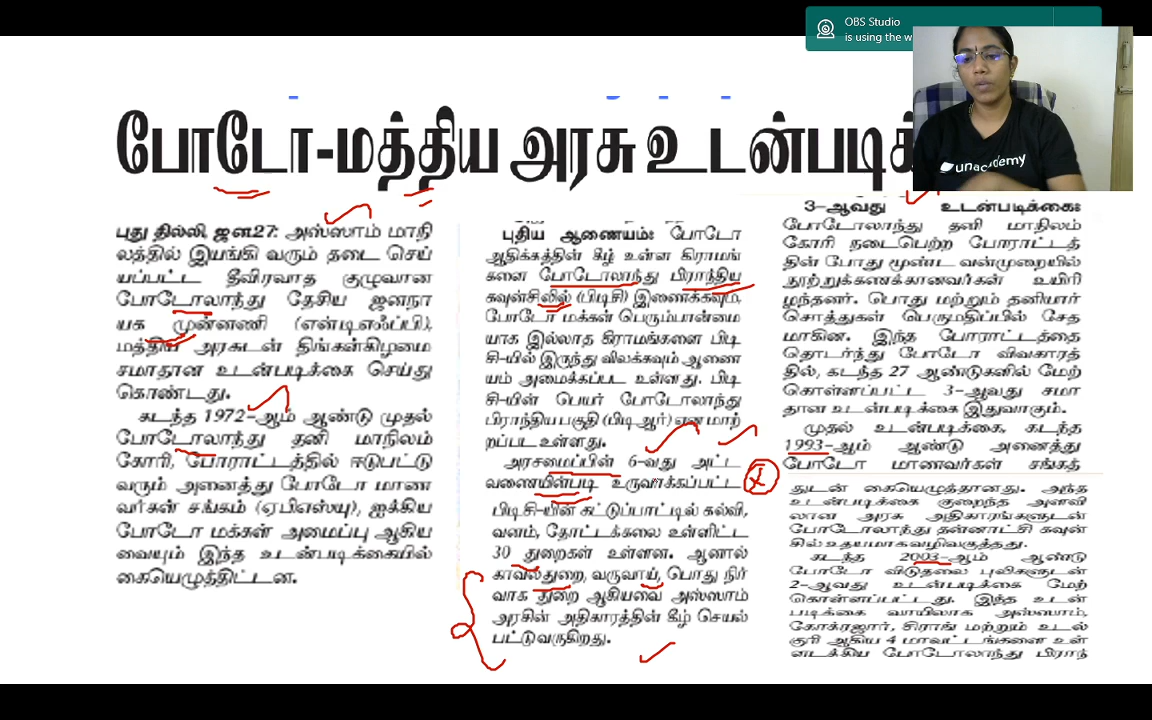 OBS Studio
is using the w
unacademy
போடோ-மத்திய அரசு உடன்படிக்
புது தில்லி, ஜன.27: அஸ்ஸாம் மாநி
லத்தில் இயங்கி வரும் தடை செய்
யப்பட்ட தீவிரவாத குழுவான
போடோலாந்து தேசிய ஜனநா
யக முன்னணி (என்டிஎஃப்பி),
மத்திய அரசுடன் திங்கள்கிழமை
சமாதான உடன்படிக்கை செய்து
கொண்டது.
கடந்த 1972-ஆம் ஆண்டு முதல்
போடோலாந்து தனி மாநிலம்
கோரி, போராட்டத்தில் ஈடுபட்டு
வரும் அனைத்து போடோ மாண
வர்கள் சங்கம் (ஏபிஎஸ்யு), ஐக்கிய
போடோ மக்கள் அமைப்பு ஆகிய
வையும் இந்த உடன்படிக்கையில்
கையெழுத்திட்டன.
புதிய ஆணையம்: போடோ
ஆதிக்கத்தின் கீழ் உள்ள கிராமங்
களை போடோலாந்து பிராந்திய
கவுன்சிலில் (பிடிசி) இணைக்கவும்,
போடோ மக்கள் பெரும்பான்மை
யாக இல்லாத கிராமங்களை பிடி
சி-யில் இருந்து விலக்கவும் ஆணை
யம் அமைக்கப்பட உள்ளது. பிடி
சி-யின் பெயர் போடோலாந்து
பிராந்திய பகுதி (பிடிஆர்) என மாற்
றப்பட உள்ளது.
அரசமைப்பின் 6-வது அட்ட
வணையின்படி உருவாக்கப்பட்ட
பிடிசி-யின் கட்டுப்பாட்டில் கல்வி,
வனம், தோட்டக்கலை உள்ளிட்ட
30 துறைகள் உள்ளன. ஆனால்
காவல்துறை, வருவாய், பொது நிர்
வாக துறை ஆகியவை அஸ்ஸாம்
அரசின் அதிகாரத்தின் கீழ் செயல்
பட்டுவருகிறது.
3-ஆவது உடன்படிக்கை:
போடோலாந்து தனி மாதிலம்
கோரி நடைபெற்ற போராட்டத்
தின் போது மூண்ட வன்முறையில்
நூற்றுக்கணக்கானவர்கள் உயிரி
ழந்தனர். பொது மற்றும் தனியார்
சொத்துகள் பெருமதிப்பில் சேத
மாகின. இந்த போராட்டத்தை
தொடர்ந்து போடோ விவகாரத்
தில், கடந்த 27 ஆண்டுகளில் மேற்
கொள்ளப்பட்ட 3-ஆவது சமா
தான உடன்படிக்கை இதுவாகும்.
முதல் உடன்படிக்கை, கடந்த
1993-ஆம் ஆண்டு அனைத்து
போடோ மாணவர்கள் சங்கத்
துடன் கையெழுத்தானது. அந்த
உடன்படிக்கை குறைந்த அளவி
லான அரசு அதிகாரங்களுடன்
போடோலாந்து தன்னாட்சி கவுன்
சில் உதயமாக வழிவகுத்தது.
கடந்த 2003-ஆம் ஆண்டு
போடோ விடுதலை புலிகளுடன்
2-ஆவது உடன்படிக்கை மேற்
கொள்ளப்பட்டது. இந்த உடன்
படிக்கை வாயிலாக அஸ்ஸாம்,
கோக்ரஜார், சிராங் மற்றும் உடல்
குரி ஆகிய 4 மாவட்டங்களை உள்
ளடக்கிய போடோலாந்து பிராந்